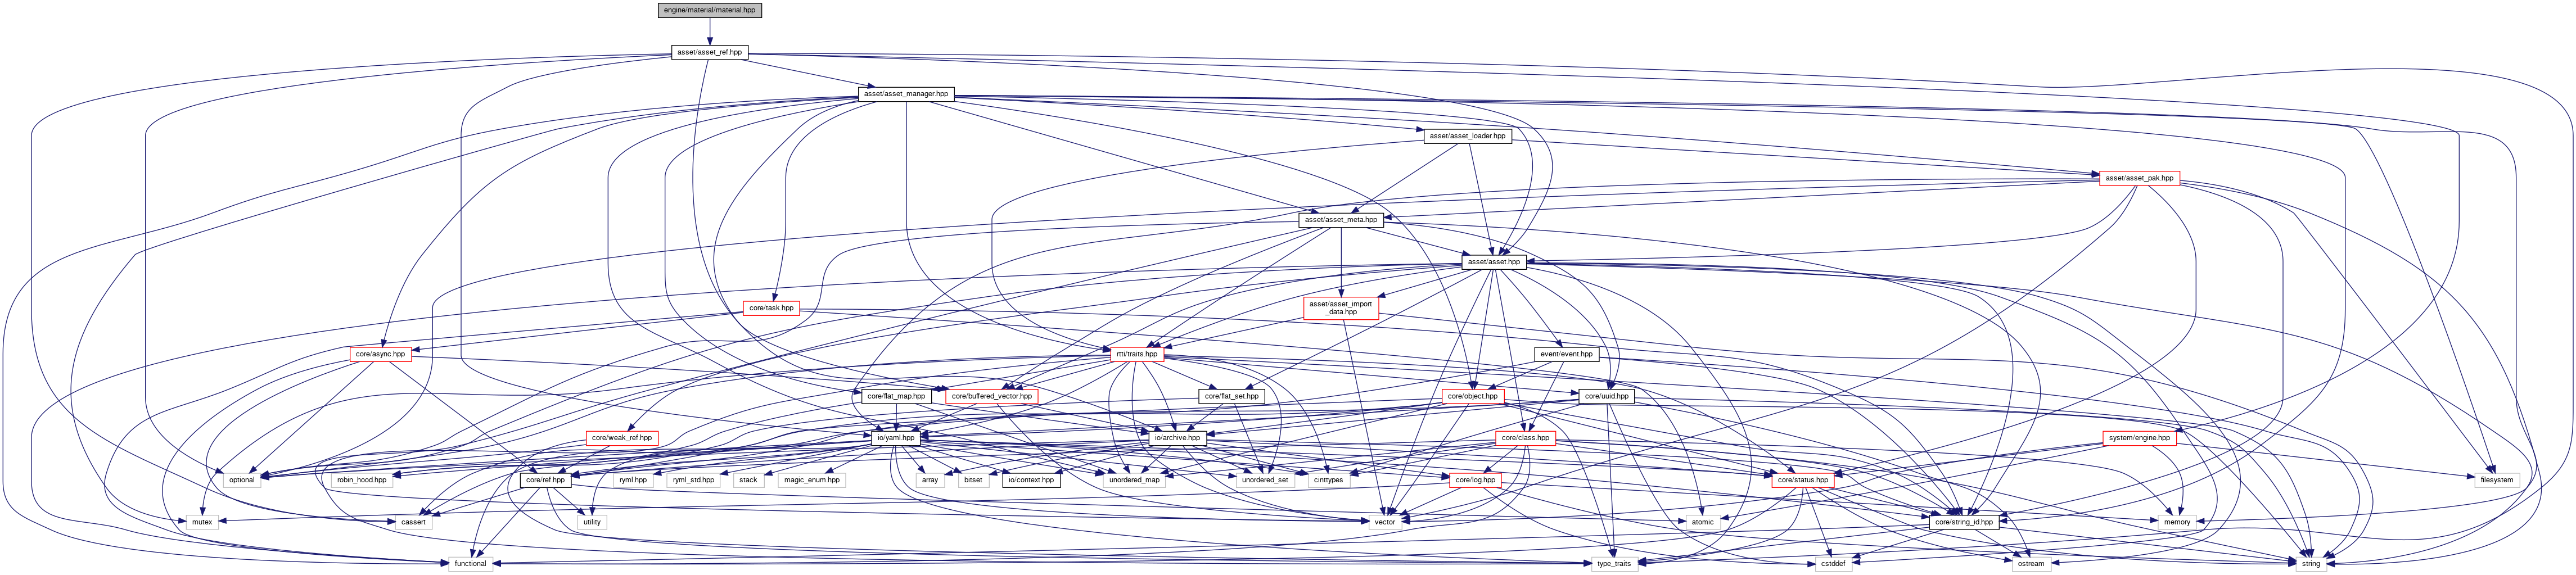 engine/material/material.hpp
asset/asset_ref.hpp
asset/asset_manager.hpp
asset/asset_loader.hpp
asset/asset_pak.hpp
asset/asset_meta.hpp
asset/asset.hpp
core/task.hpp
asset/asset_import
_data.hpp
core/async.hpp
rtti/traits.hpp
event/event.hpp
core/flat_map.hpp
core/buffered_vector.hpp
core/flat_set.hpp
core/object.hpp
core/uuid.hpp
core/weak_ref.hpp
io/yaml.hpp
io/archive.hpp
core/class.hpp
system/engine.hpp
optional
robin_hood.hpp
core/ref.hpp
ryml.hpp
ryml_std.hpp
stack
magic_enum.hpp
array
bitset
io/context.hpp
unordered_map
unordered_set
cinttypes
core/log.hpp
core/status.hpp
filesystem
mutex
cassert
utility
vector
atomic
core/string_id.hpp
memory
functional
type_traits
cstddef
ostream
string